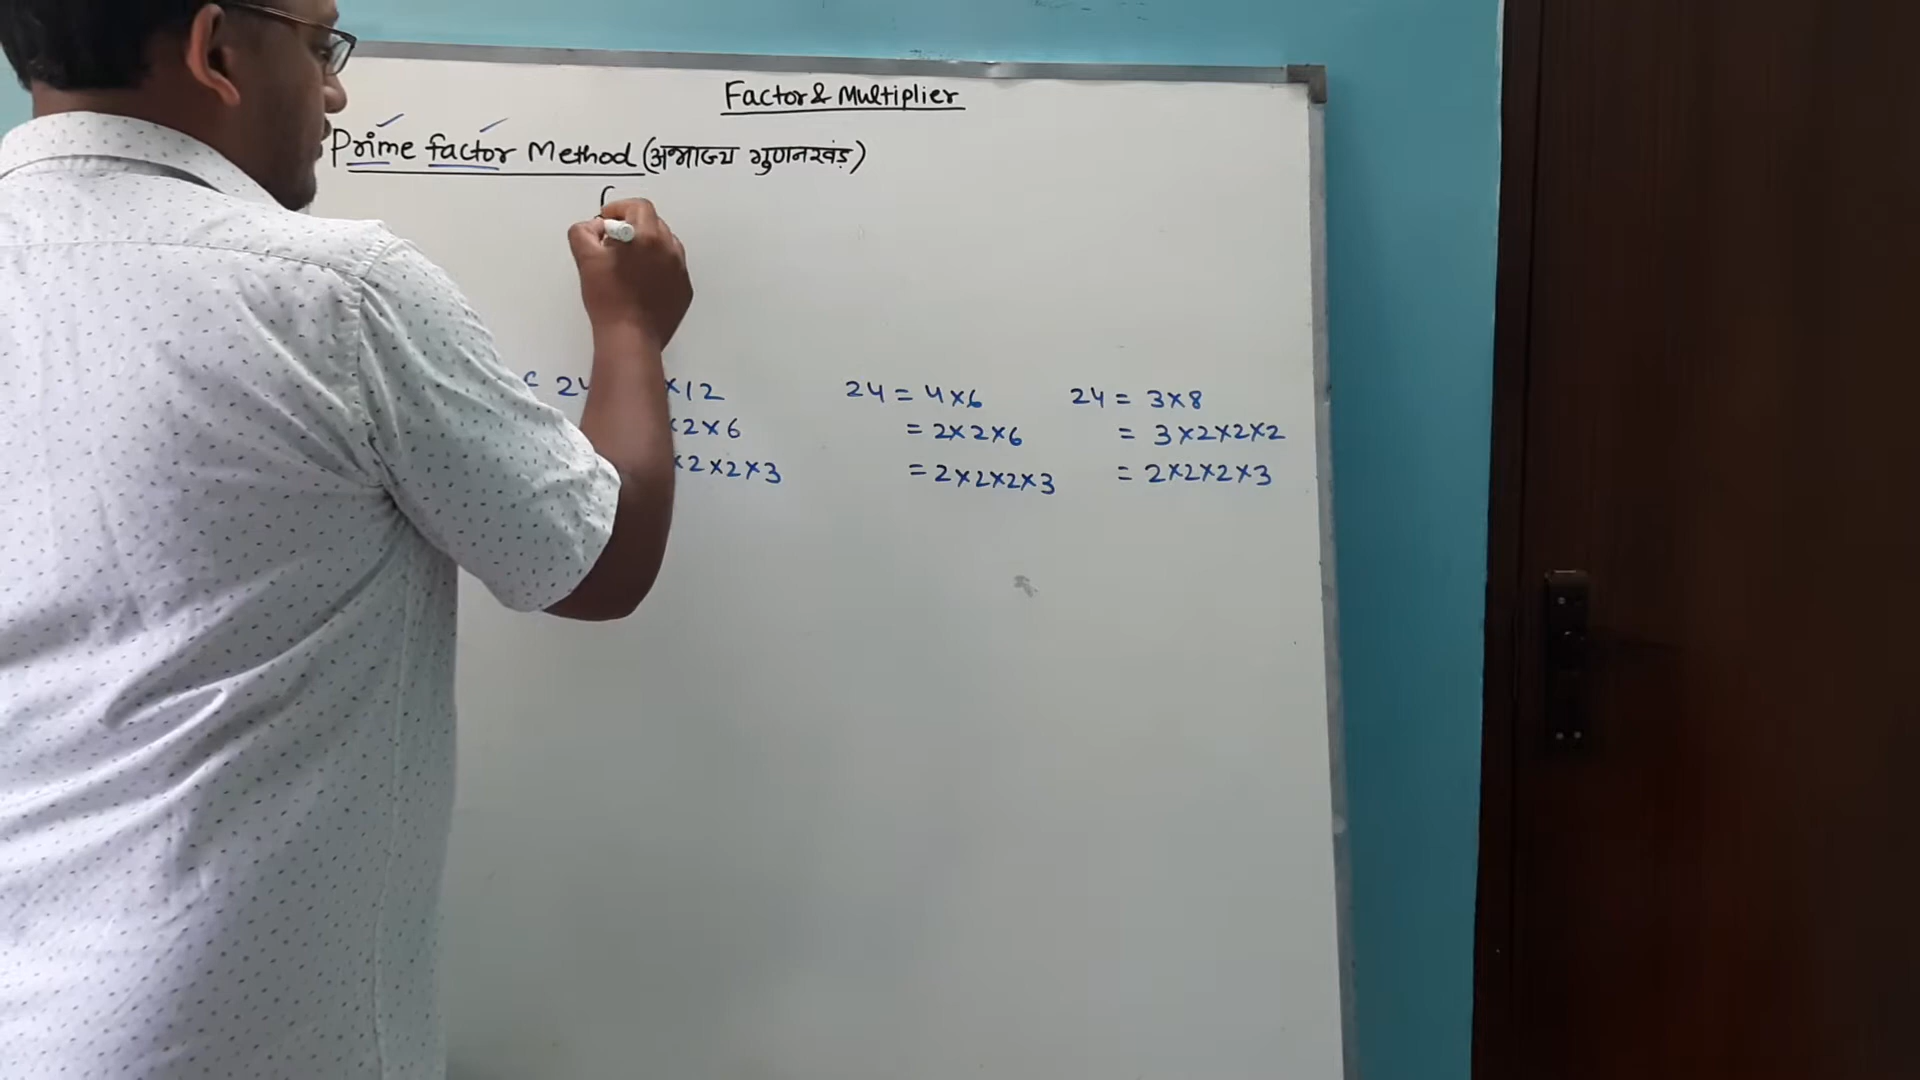 Factor & Multiplier
Prime factor Method (अभाज्य गुणनखंड)
24 ×12
×2×6
×2×2×3
24 = 4×6
= 2×2×6
= 2×2×2×3
24 = 3×8
= 3×2×2×2
= 2×2×2×3